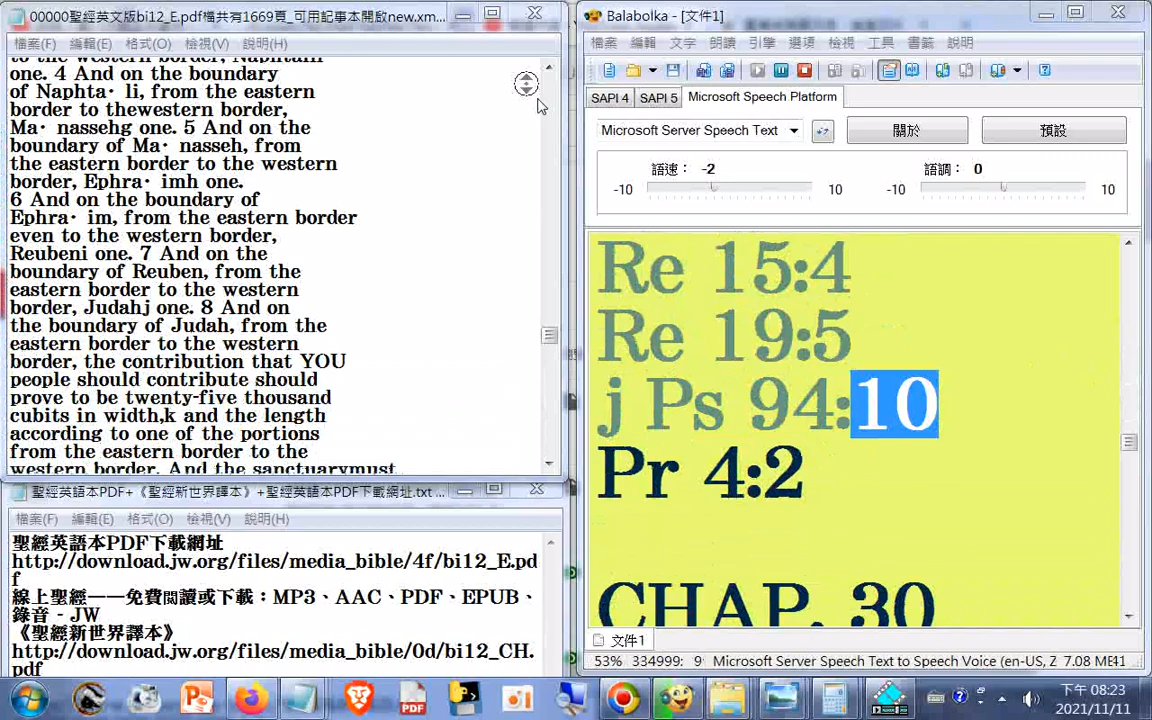 00000聖經英文版bi12_E.pdf檔共有1669頁_可用記事本開啟new.xm...
檔案(F) 編輯(E) 格式(O) 檢視(V) 說明(H)
to the western border, Naphtali
one. 4 And on the boundary
of Naphta· li, from the eastern
border to thewestern border,
Ma· nassehg one. 5 And on the
boundary of Ma· nasseh, from
the eastern border to the western
border, Ephra· imh one.
6 And on the boundary of
Ephra· im, from the eastern border
even to the western border,
Reubeni one. 7 And on the
boundary of Reuben, from the
eastern border to the western
border, Judahj one. 8 And on
the boundary of Judah, from the
eastern border to the western
border, the contribution that YOU
people should contribute should
prove to be twenty-five thousand
cubits in width,k and the length
according to one of the portions
from the eastern border to the
western border. And the sanctuarymust
聖經英語本PDF+《聖經新世界譯本》+聖經英語本PDF下載網址.txt ...
檔案(F) 編輯(E) 格式(O) 檢視(V) 說明(H)
聖經英語本PDF下載網址
http://download.jw.org/files/media_bible/4f/bi12_E.pd
f
線上聖經——免費閱讀或下載：MP3、AAC、PDF、EPUB、
錄音 - JW
《聖經新世界譯本》
http://download.jw.org/files/media_bible/0d/bi12_CH.
pdf
Balabolka - [文件1]
檔案 編輯 文字 朗讀 引擎 選項 檢視 工具 書籤 說明
SAPI 4 SAPI 5 Microsoft Speech Platform
Microsoft Server Speech Text 關於 預設
語速： -2 語調： 0
-10 10 -10 10
Re 15:4
Re 19:5
j Ps 94:10
Pr 4:2
CHAP. 30
文件1
53% 334999: 9 Microsoft Server Speech Text to Speech Voice (en-US, Z 7.08 ME41
下午 08:23
2021/11/11